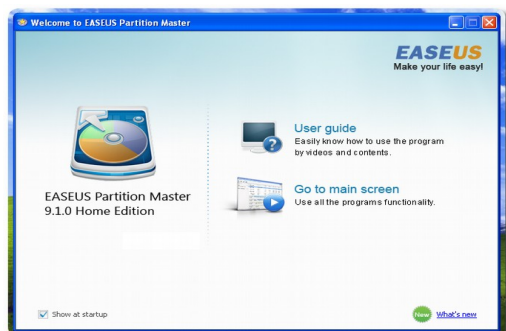 Welcome to EASEUS Partition Master
EASEUS
Make your life easy!
User guide
Easily know how to use the program
by videos and contents.
EASEUS Partition Master
9.1.0 Home Edition
Go to main screen
Use all the programs functionality.
Show at startup
New What's new